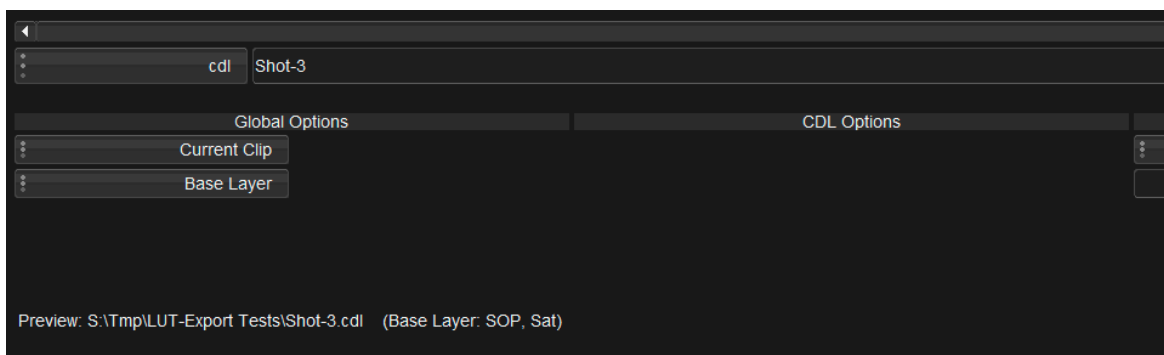 cdl Shot-3
Global Options CDL Options
Current Clip
Base Layer
Preview: S:\Tmp\LUT-Export Tests\Shot-3.cdl (Base Layer: SOP, Sat)